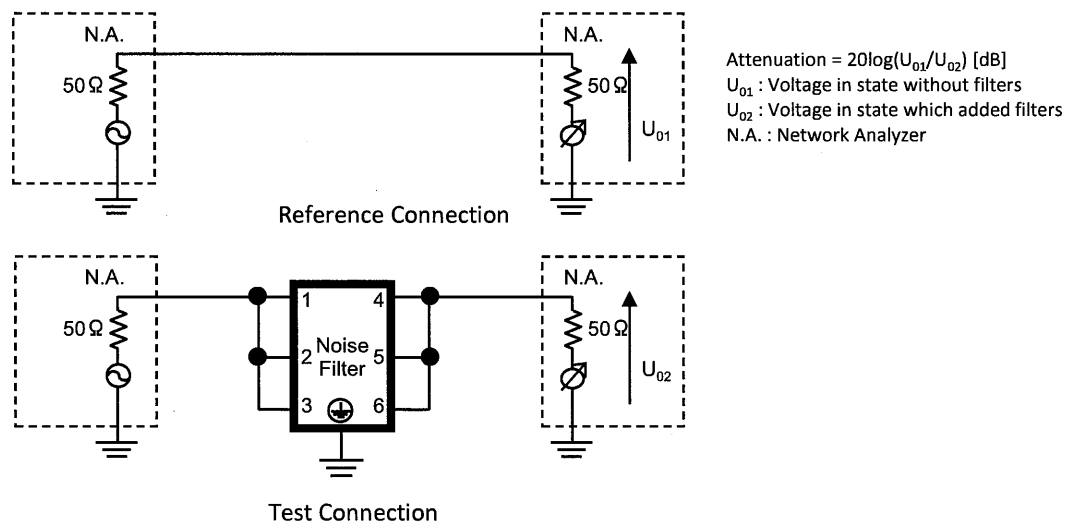 N.A.
N.A.
50Ω
50Ω
U01
Attenuation = 20log(U01/U02) [dB]
U01 : Voltage in state without filters
U02 : Voltage in state which added filters
N.A. : Network Analyzer
Reference Connection
N.A.
N.A.
50Ω
1
4
50Ω
2 Noise 5
Filter
U02
3
6
Test Connection